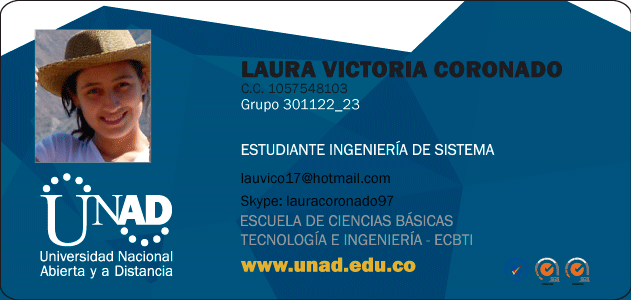 LAURA VICTORIA CORONADO
C.C. 1057548103
Grupo 301122_23
ESTUDIANTE INGENIERÍA DE SISTEMA
lauvico17@hotmail.com
Skype: lauracoronado97
ESCUELA DE CIENCIAS BÁSICAS
TECNOLOGÍA E INGENIERÍA - ECBTI
www.unad.edu.co
UNAD
Universidad Nacional
Abierta y a Distancia